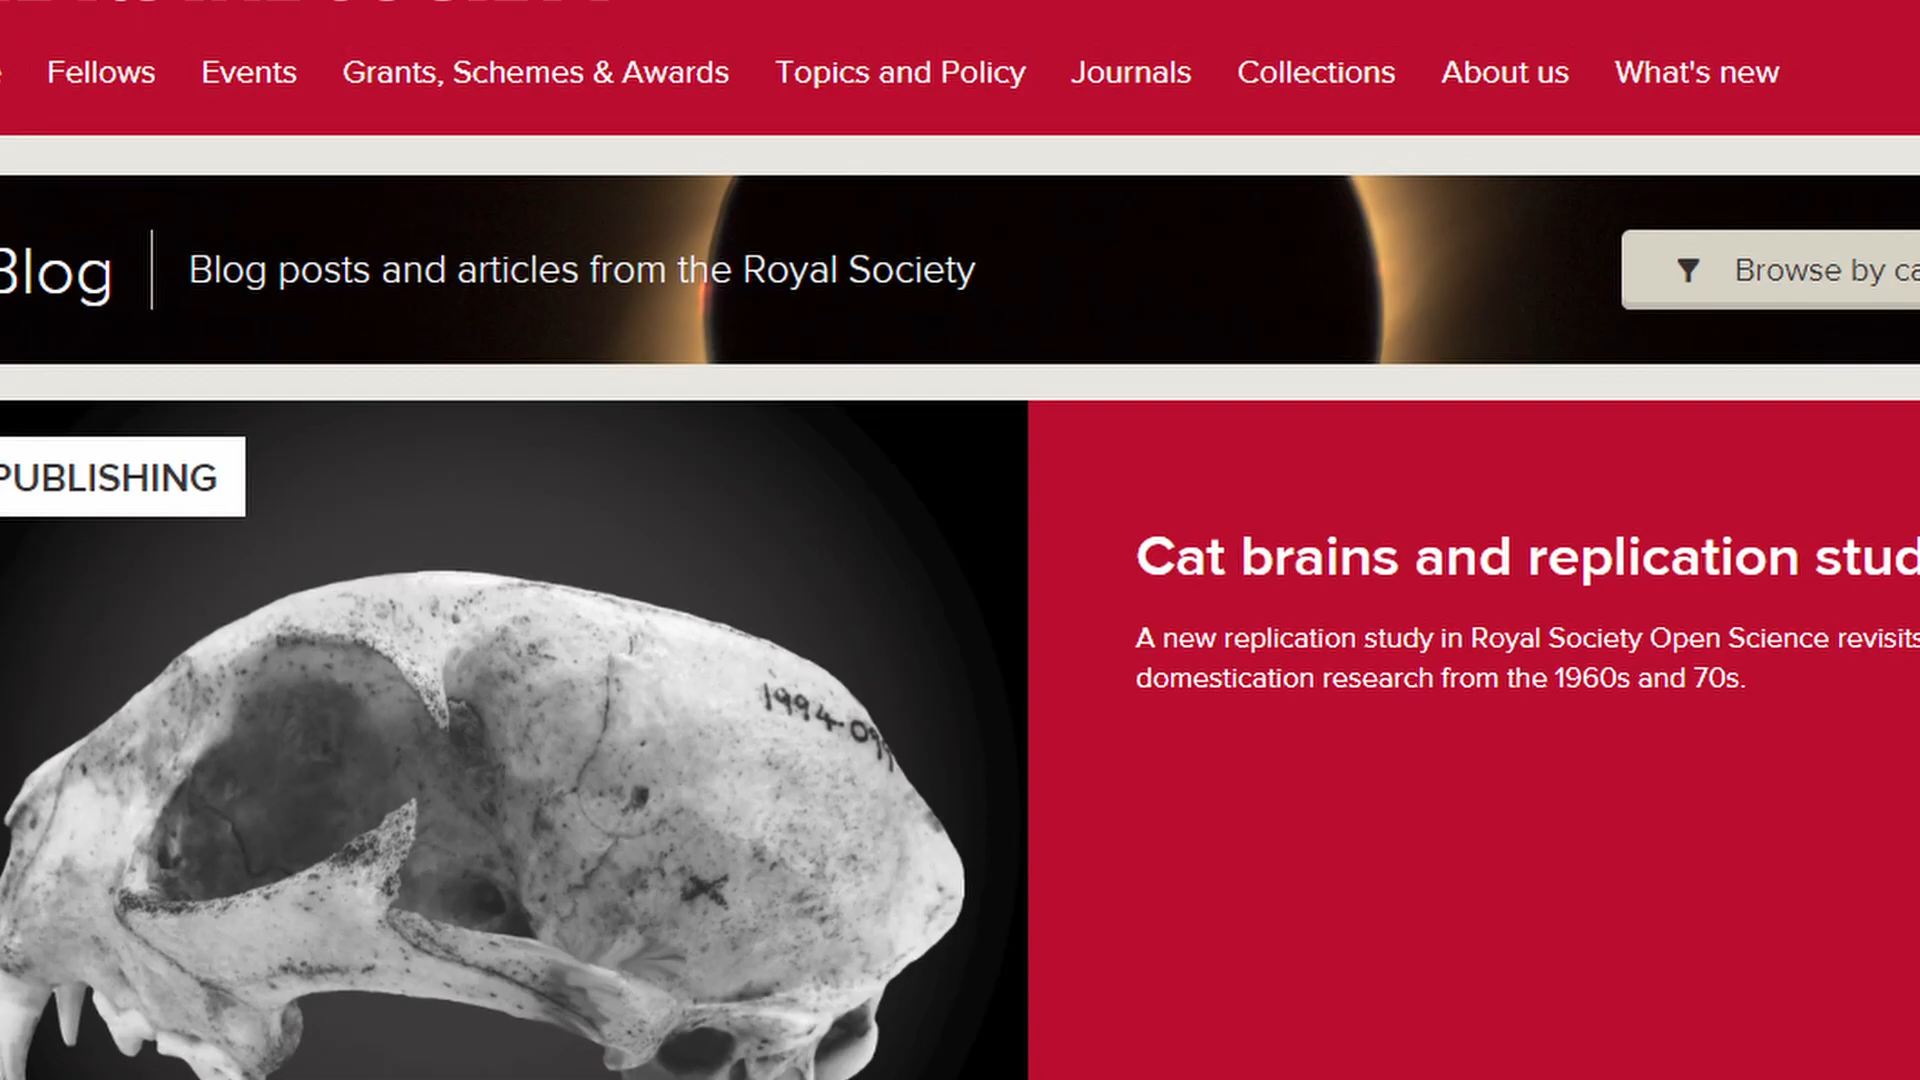 Fellows Events Grants, Schemes & Awards Topics and Policy Journals Collections About us What's new
Blog
Blog posts and articles from the Royal Society
Browse by ca
PUBLISHING
Cat brains and replication stud
A new replication study in Royal Society Open Science revisits
domestication research from the 1960s and 70s.
1994-099